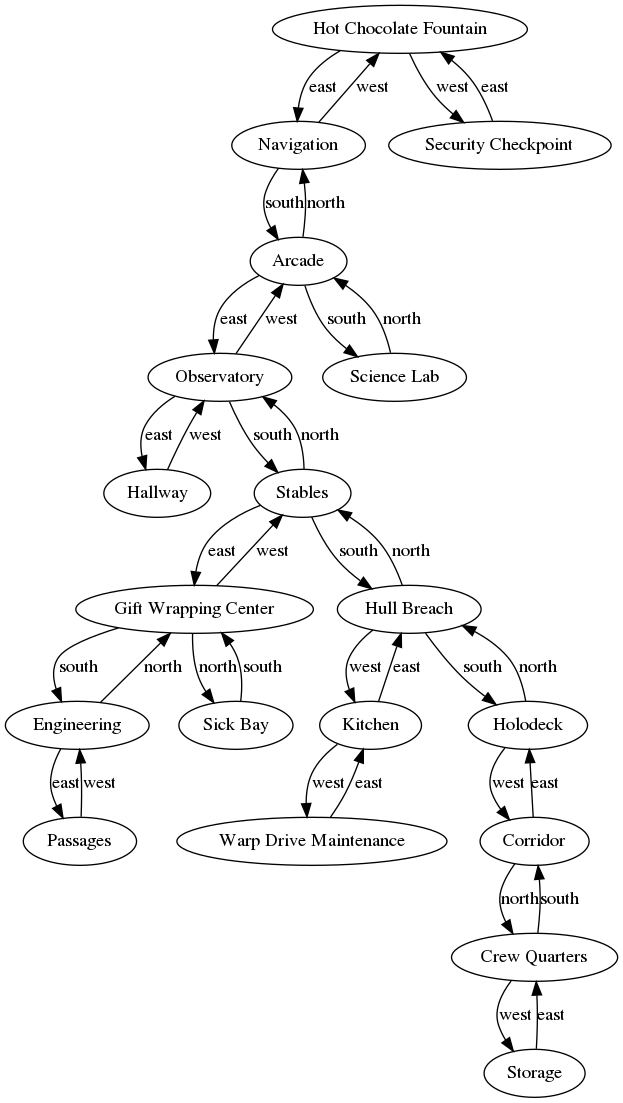 Hot Chocolate Fountain
east
west
west
east
Navigation
Security Checkpoint
south
north
Arcade
east
west
south
north
Observatory
Science Lab
east
west
south
north
Hallway
Stables
east
west
south
north
Gift Wrapping Center
Hull Breach
south
north
north
south
west
east
south
north
Engineering
Sick Bay
Kitchen
Holodeck
east
west
west
east
west
east
Passages
Warp Drive Maintenance
Corridor
north
south
Crew Quarters
west
east
Storage